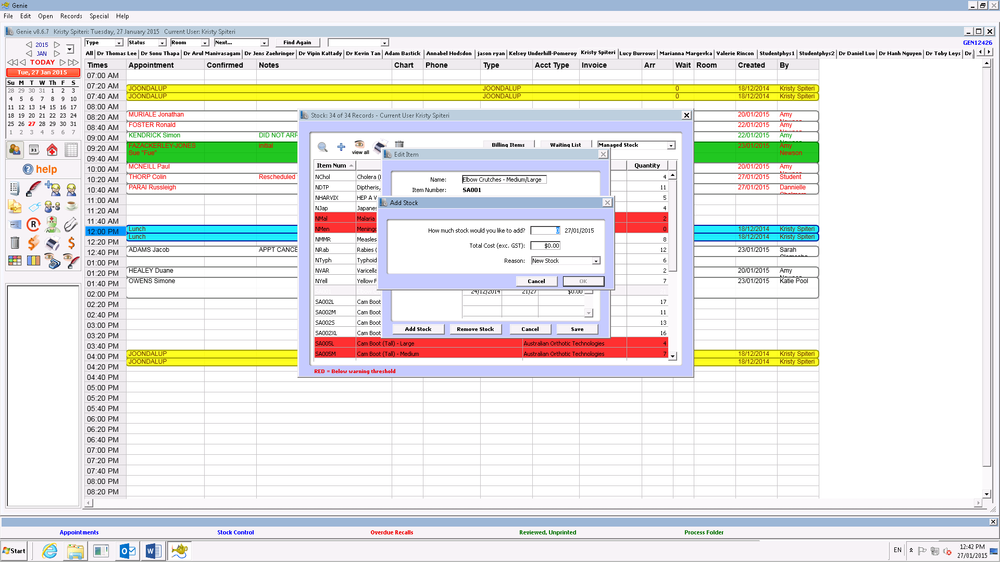 Genie
File Edit Open Records Special Help
Genie v8.6.7 Kristy Spiteri: Tuesday, 27 January 2015 Current User: Kristy Spiteri
2015
JAN
TODAY
Tue, 27 Jan 2015
Su M T W Th F S
28 29 30 31 1 2 3
4 5 6 7 8 9 10
11 12 13 14 15 16 17
18 19 20 21 22 23 24
25 26 27 28 29 30 31
1 2 3 4 5 6 7
help
Type Status Room Next... Find Again GEN12426
All Dr Thomas Lee Dr Sonu Thapa Dr Arul Manivasagam Dr Jens Zaehringer Dr Vipin Kattady Dr Kevin Tan Adam Bastick Annabel Hodsdon jason ryan Kelsey Underhill-Pomeroy Kristy Spiteri Lucy Burrows Marianna Margevka Valerie Rincon Studentphys1 Studentphys2 Dr Daniel Luo Dr Hanh Nguyen Dr Toby Leys Dr
Times Appointment Confirmed Notes Chart Phone Type Acct Type Invoice Arr Wait Room Created By
07:00 AM
07:20 AM JOONDALUP JOONDALUP 0 18/12/2014 Kristy Spiteri
07:40 AM JOONDALUP JOONDALUP 0 18/12/2014 Kristy Spiteri
08:00 AM
08:20 AM MURIALE Jonathan 20/01/2015 Amy
08:40 AM FOSTER Ronald 22/01/2015 Amy
09:00 AM KENDRICK Simon DID NOT ARR 22/01/2015 Amy
09:20 AM FAZACKERLEY-JONES initial 23/01/2015 Amy
09:40 AM Sue "Fue" Newson
10:00 AM MCNEILL Paul 20/01/2015 Amy
10:20 AM THORP Colin Rescheduled 27/01/2015 Student
10:40 AM PARAI Russleigh 27/01/2015 Dannielle
11:00 AM
11:20 AM
11:40 AM
12:00 PM Lunch 18/12/2014 Kristy Spiteri
12:20 PM Lunch 18/12/2014 Kristy Spiteri
12:40 PM ADAMS Jacob APPT CANCE 23/01/2015 Sarah
01:00 PM
01:20 PM HEALEY Duane 20/01/2015 Amy
01:40 PM OWENS Simone 23/01/2015 Katie Pool
02:00 PM
02:20 PM
02:40 PM
03:00 PM
03:20 PM
03:40 PM
04:00 PM JOONDALUP 18/12/2014 Kristy Spiteri
04:20 PM JOONDALUP 18/12/2014 Kristy Spiteri
04:40 PM
05:00 PM
05:20 PM
05:40 PM
06:00 PM
06:20 PM
06:40 PM
07:00 PM
07:20 PM
07:40 PM
08:00 PM
08:20 PM
Stock: 34 of 34 Records - Current User Kristy Spiteri
view all Billing Items Waiting List Managed Stock
Item Num Quantity
NChol Cholera (I 4
NDTP Diptheris, 11
NHARVIX HEP A V 5
NJap Japanes 4
NMal Malaria 2
NMen Mening 0
NMMR Measles 8
NRab Rabies ( 12
NTyph Typhoid 6
NVAR Varicella 2
NYell Yellow F 7
SA002L Cam Boot 17
SA002M Cam Boot 11
SA002S Cam Boot 13
SA002XL Cam Boot 16
SA005L Cam Boot (Tall) - Large Australian Orthotic Technologies 4
SA005M Cam Boot (Tall) - Medium Australian Orthotic Technologies 7
RED = Below warning threshold
Edit Item
Name: Elbow Crutches - Medium/Large
Item Number: SA001
24/12/2014 21/27 $0.00
Add Stock Remove Stock Cancel Save
Add Stock
How much stock would you like to add? 0 27/01/2015
Total Cost (exc. GST): $0.00
Reason: New Stock
Cancel OK
Appointments Stock Control Overdue Recalls Reviewed, Unprinted Process Folder
Start EN 12:42 PM
27/01/2015